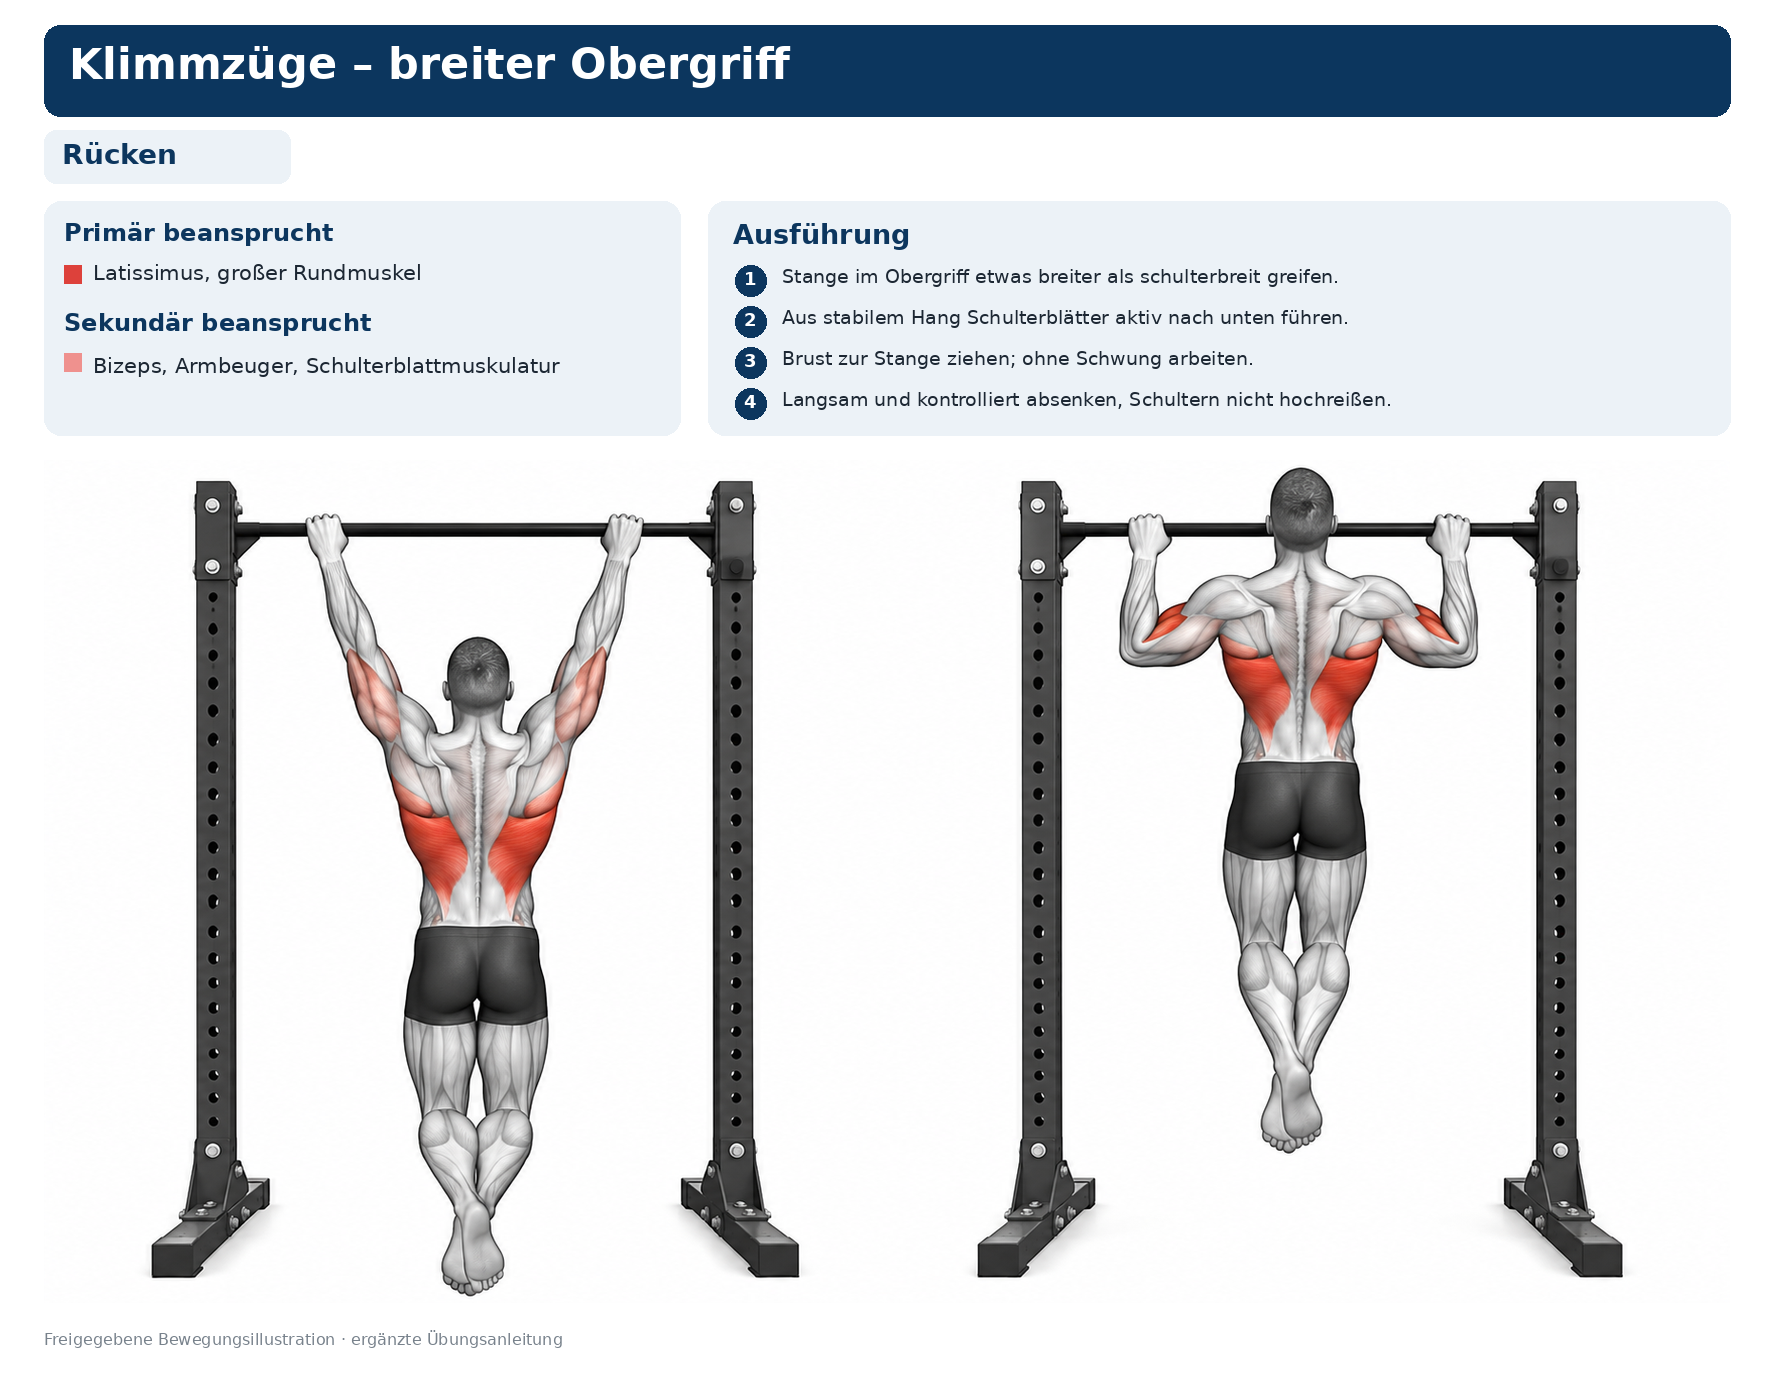 Klimmzüge – breiter Obergriff
Rücken
Primär beansprucht
Latissimus, großer Rundmuskel
Sekundär beansprucht
Bizeps, Armbeuger, Schulterblattmuskulatur
Ausführung
1 Stange im Obergriff etwas breiter als schulterbreit greifen.
2 Aus stabilem Hang Schulterblätter aktiv nach unten führen.
3 Brust zur Stange ziehen; ohne Schwung arbeiten.
4 Langsam und kontrolliert absenken, Schultern nicht hochreißen.
Freigegebene Bewegungsillustration · ergänzte Übungsanleitung